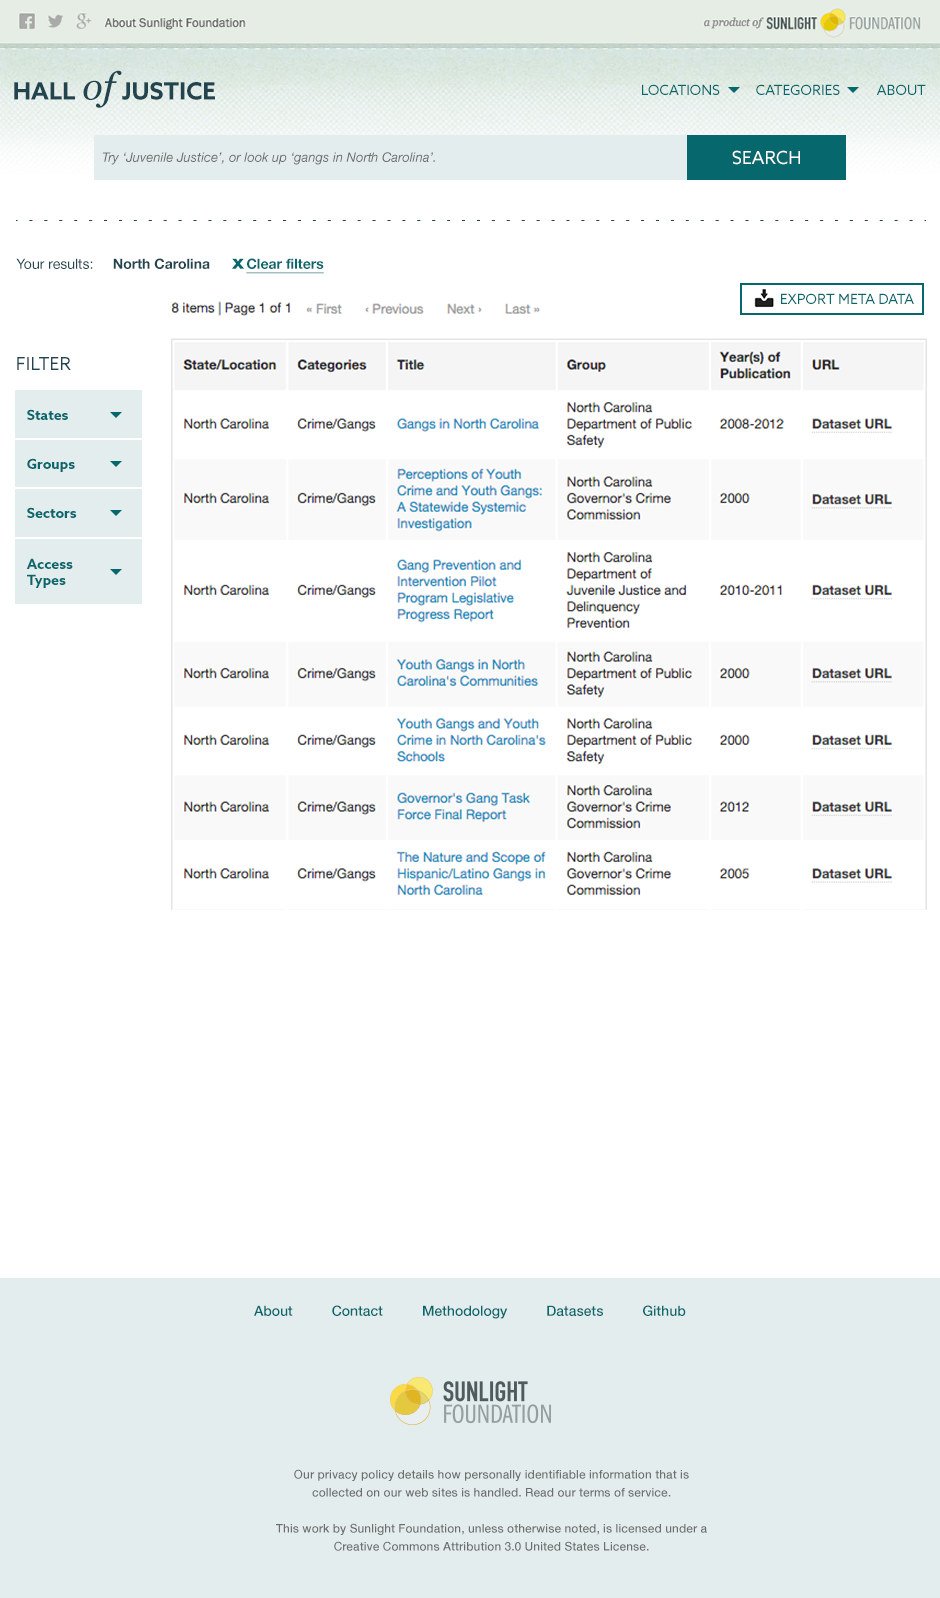 About Sunlight Foundation
a product of SUNLIGHT FOUNDATION
HALL of JUSTICE
LOCATIONS CATEGORIES ABOUT
Try ‘Juvenile Justice’, or look up ‘gangs in North Carolina’.
SEARCH
Your results: North Carolina X Clear filters
8 items | Page 1 of 1 « First ‹ Previous Next › Last »
EXPORT META DATA
FILTER
States
Groups
Sectors
Access
Types
State/Location Categories Title Group Year(s) of
Publication URL
North Carolina Crime/Gangs Gangs in North Carolina North Carolina
Department of Public
Safety 2008-2012 Dataset URL
North Carolina Crime/Gangs Perceptions of Youth
Crime and Youth Gangs:
A Statewide Systemic
Investigation North Carolina
Governor's Crime
Commission 2000 Dataset URL
North Carolina Crime/Gangs Gang Prevention and
Intervention Pilot
Program Legislative
Progress Report North Carolina
Department of
Juvenile Justice and
Delinquency
Prevention 2010-2011 Dataset URL
North Carolina Crime/Gangs Youth Gangs in North
Carolina's Communities North Carolina
Department of Public
Safety 2000 Dataset URL
North Carolina Crime/Gangs Youth Gangs and Youth
Crime in North Carolina's
Schools North Carolina
Department of Public
Safety 2000 Dataset URL
North Carolina Crime/Gangs Governor's Gang Task
Force Final Report North Carolina
Governor's Crime
Commission 2012 Dataset URL
North Carolina Crime/Gangs The Nature and Scope of
Hispanic/Latino Gangs in
North Carolina North Carolina
Governor's Crime
Commission 2005 Dataset URL
About Contact Methodology Datasets Github
SUNLIGHT
FOUNDATION
Our privacy policy details how personally identifiable information that is
collected on our web sites is handled. Read our terms of service.
This work by Sunlight Foundation, unless otherwise noted, is licensed under a
Creative Commons Attribution 3.0 United States License.